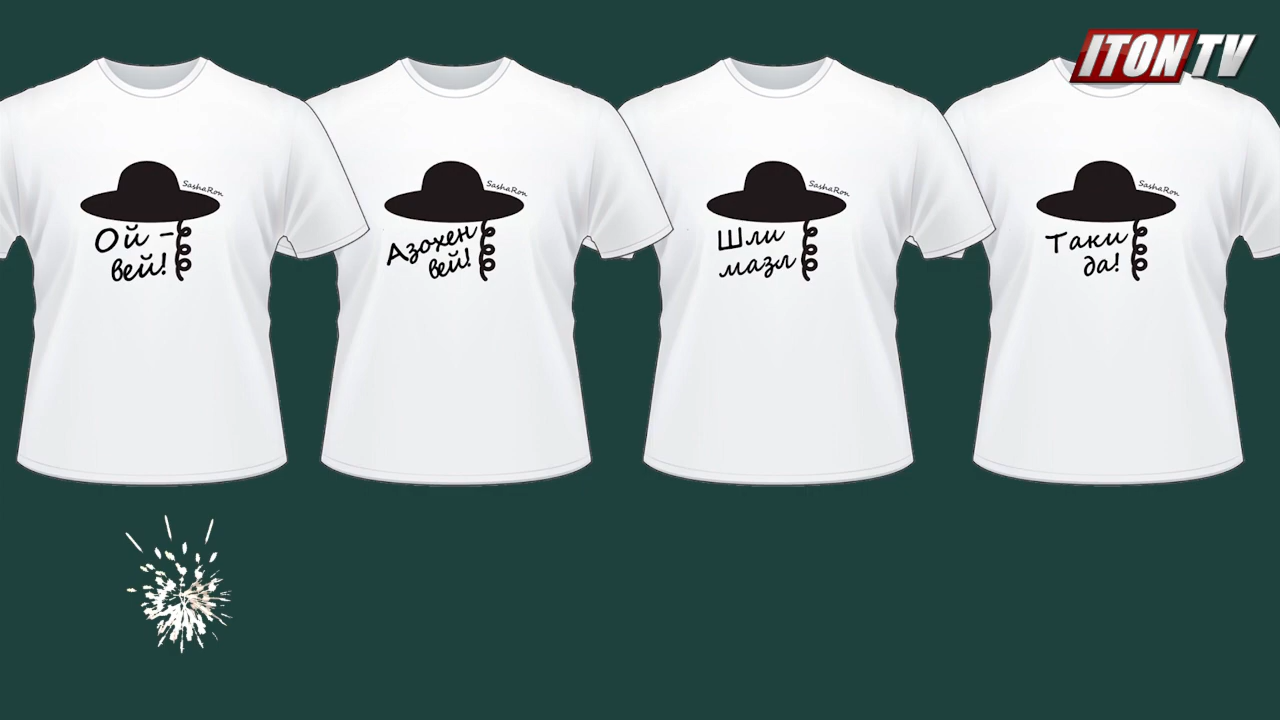 ITON TV
SashaRon
Ой –
вей!
SashaRon
Азохен
вей!
SashaRon
Шли
мазл
SashaRon
Таки
да!